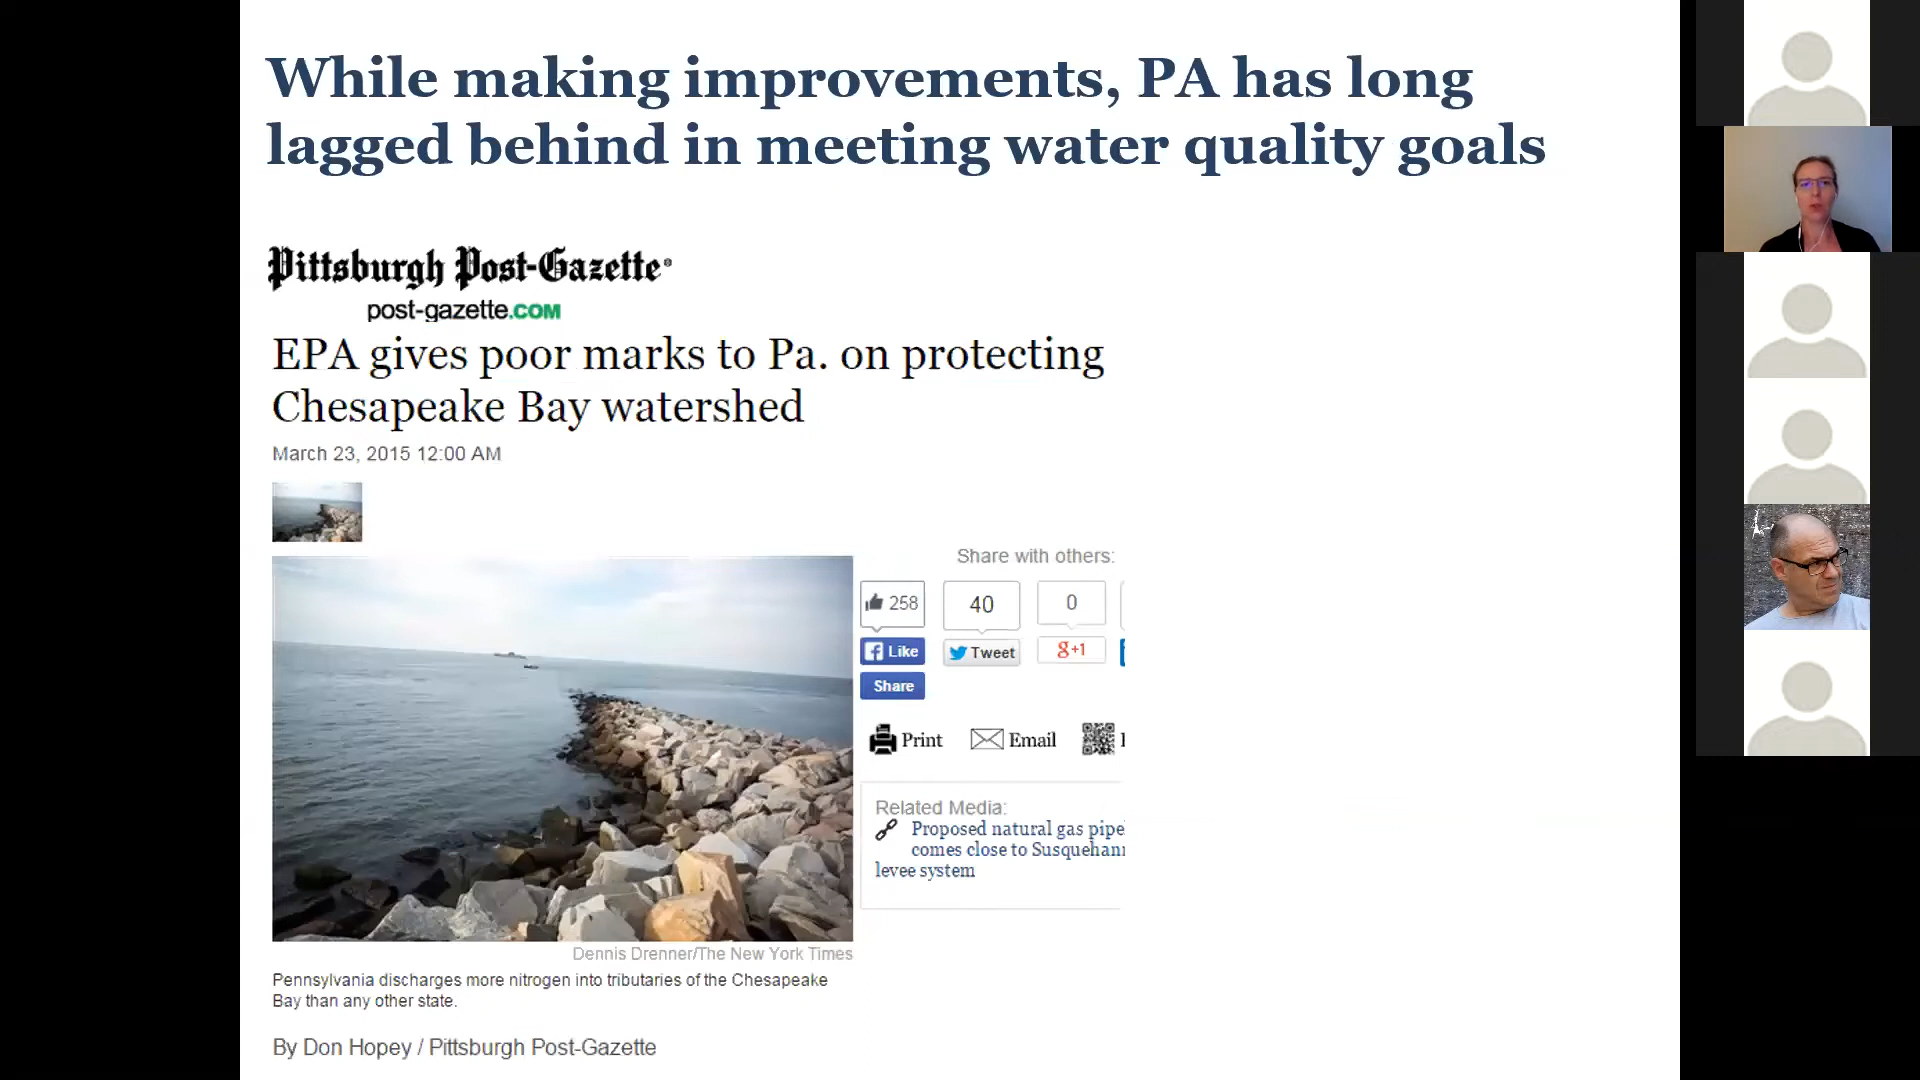 While making improvements, PA has long
lagged behind in meeting water quality goals
Pittsburgh Post-Gazette®
post-gazette.COM
EPA gives poor marks to Pa. on protecting
Chesapeake Bay watershed
March 23, 2015 12:00 AM
Share with others:
258
40
0
Like
Tweet
g+1
Share
Print
Email
Related Media:
Proposed natural gas
comes close to
levee system
Dennis Drenner/The New York Times
Pennsylvania discharges more nitrogen into tributaries of the Chesapeake
Bay than any other state.
By Don Hopey / Pittsburgh Post-Gazette